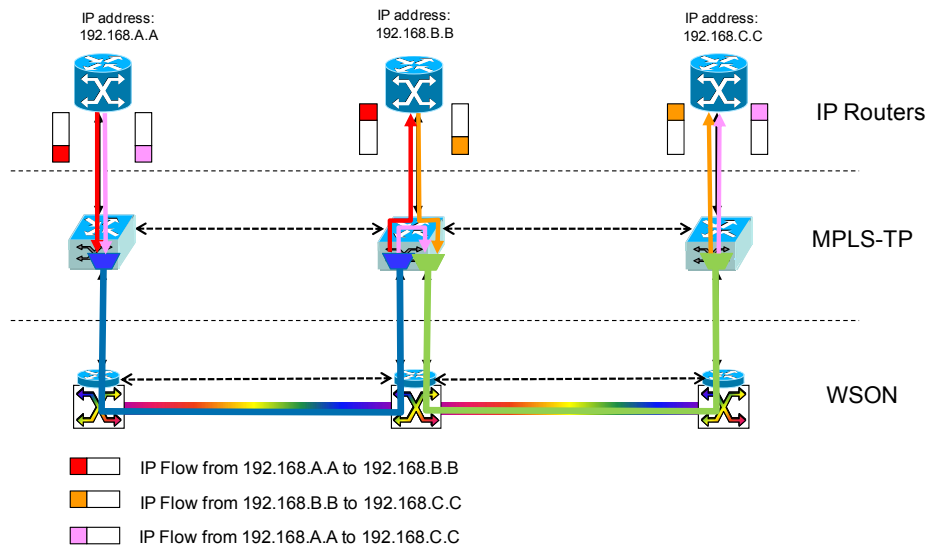 IP address:
192.168.A.A
IP address:
192.168.B.B
IP address:
192.168.C.C
IP Routers
MPLS-TP
WSON
IP Flow from 192.168.A.A to 192.168.B.B
IP Flow from 192.168.B.B to 192.168.C.C
IP Flow from 192.168.A.A to 192.168.C.C